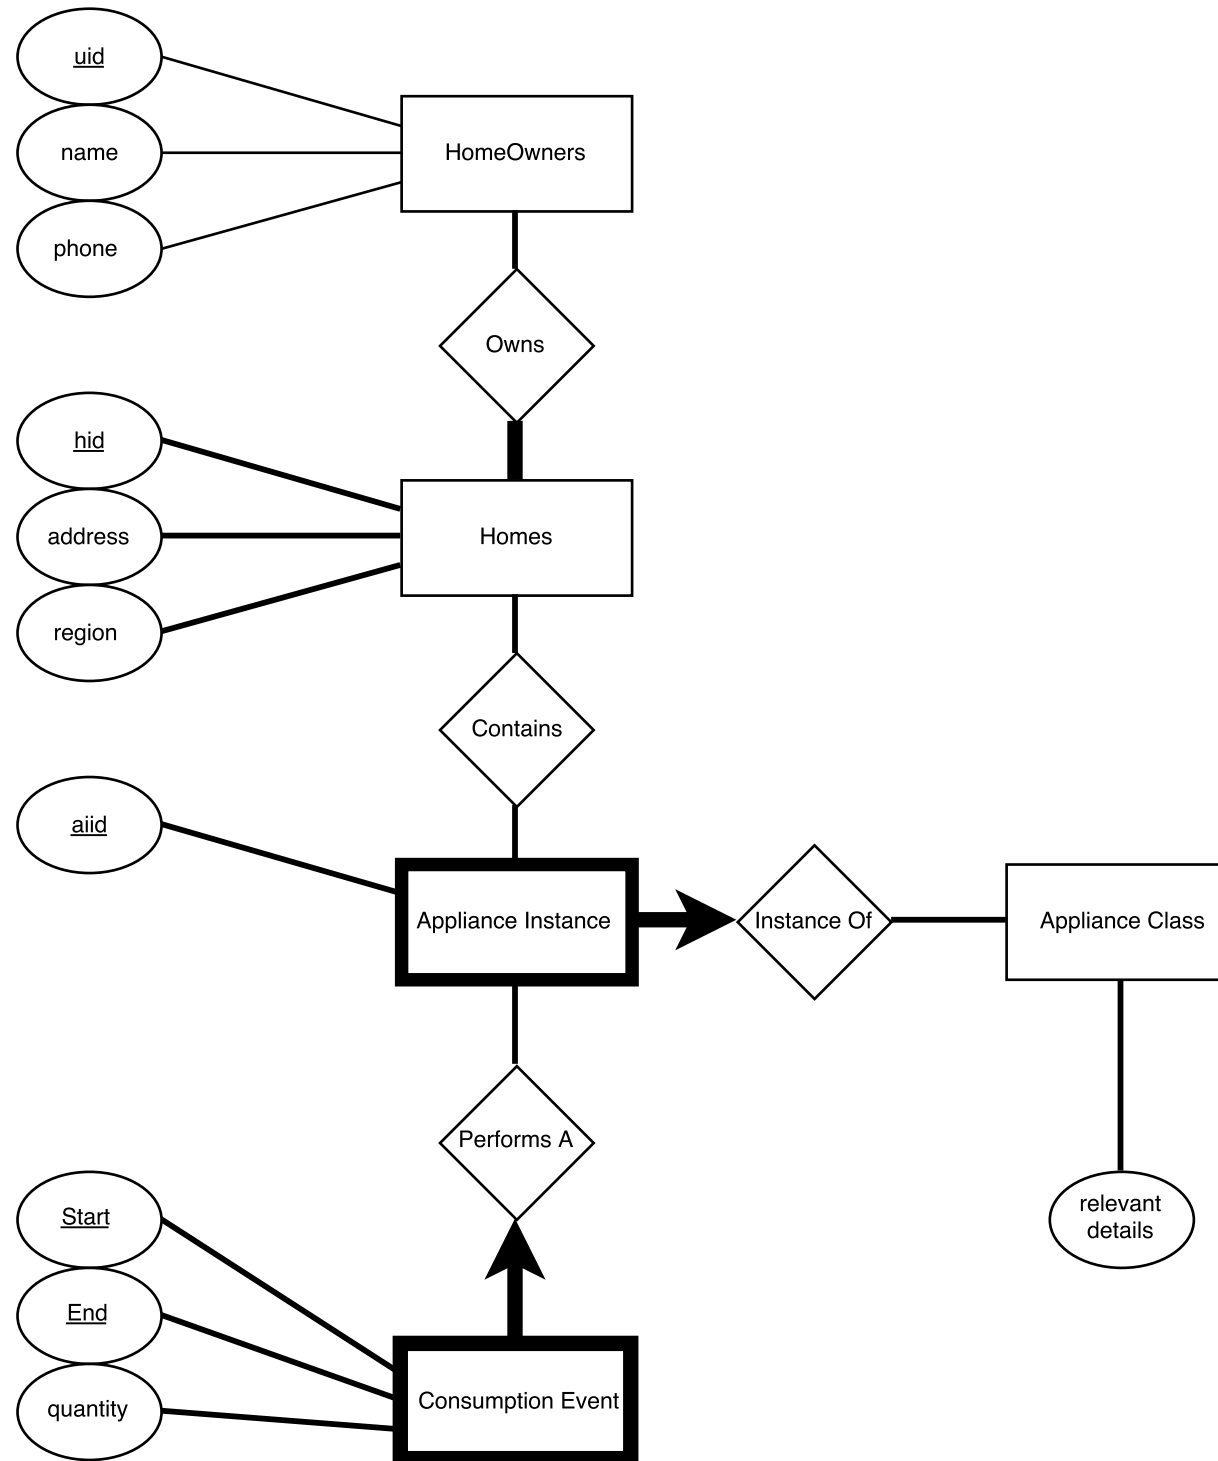 uid
name
HomeOwners
phone
Owns
hid
address
Homes
region
Contains
aiid
Appliance Instance
Instance Of
Appliance Class
Performs A
relevant
details
Start
End
quantity
Consumption Event